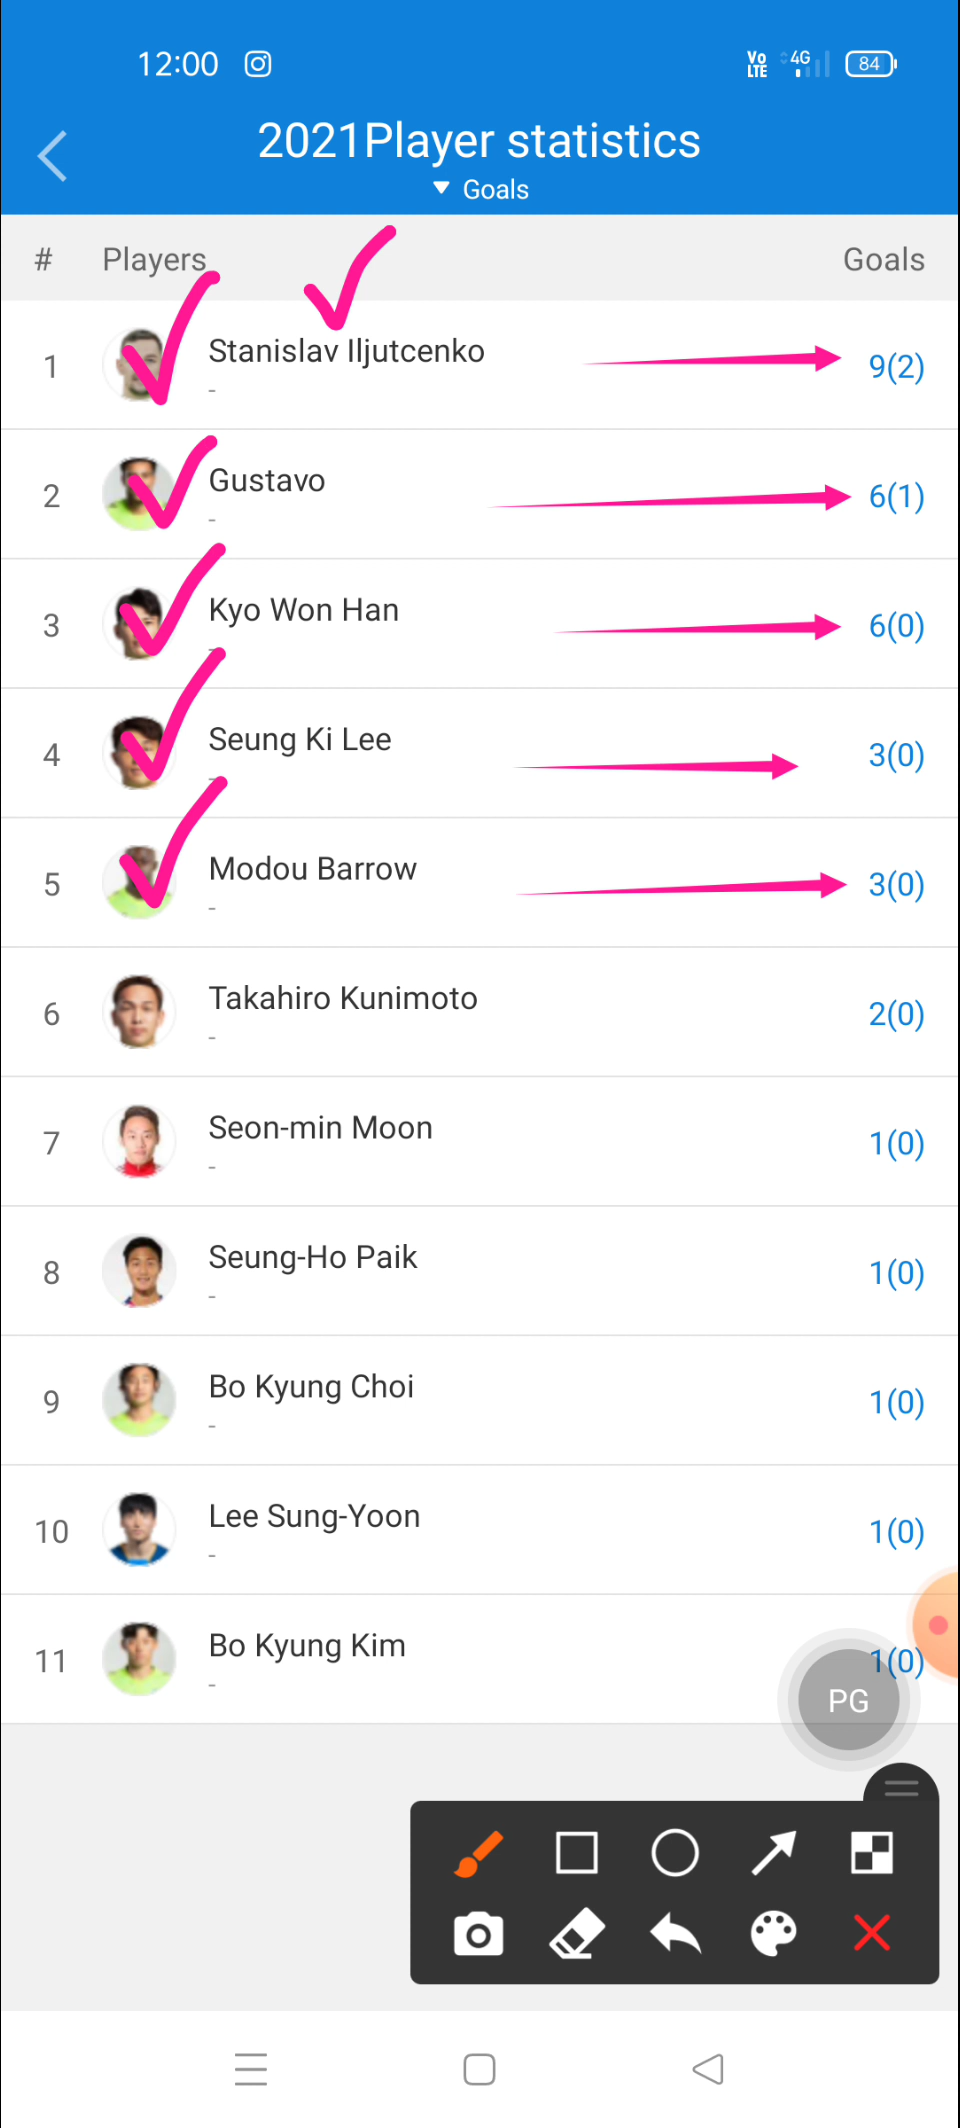 12:00 Vo LTE 4G 84
2021Player statistics
Goals
# Players Goals
1 Stanislav Iljutcenko 9(2)
-
2 Gustavo 6(1)
-
3 Kyo Won Han 6(0)
-
4 Seung Ki Lee 3(0)
-
5 Modou Barrow 3(0)
-
6 Takahiro Kunimoto 2(0)
-
7 Seon-min Moon 1(0)
-
8 Seung-Ho Paik 1(0)
-
9 Bo Kyung Choi 1(0)
-
10 Lee Sung-Yoon 1(0)
-
11 Bo Kyung Kim 1(0)
-
PG